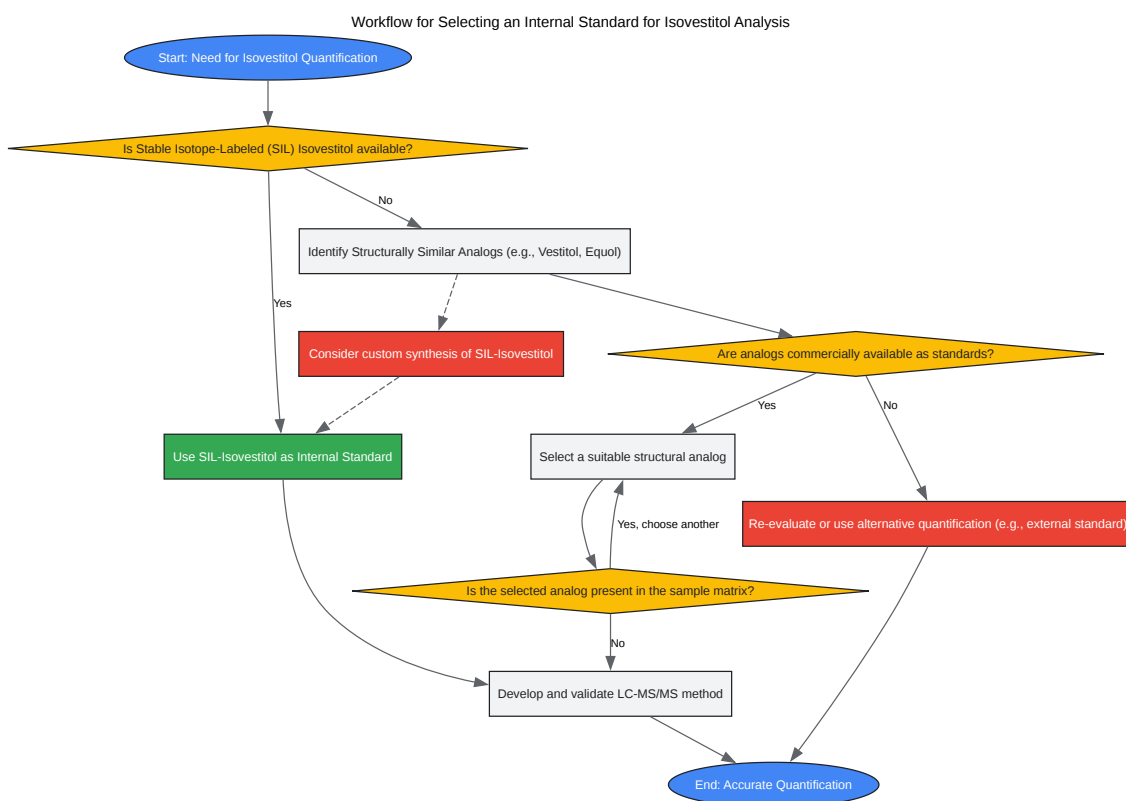 Workflow for Selecting an Internal Standard for Isovestitol Analysis
Start: Need for Isovestitol Quantification
Is Stable Isotope-Labeled (SIL) Isovestitol available?
No
Identify Structurally Similar Analogs (e.g., Vestitol, Equol)
Yes
Consider custom synthesis of SIL-Isovestitol
Are analogs commercially available as standards?
Yes
No
Use SIL-Isovestitol as Internal Standard
Select a suitable structural analog
Yes, choose another
Re-evaluate or use alternative quantification (e.g., external standard)
Is the selected analog present in the sample matrix?
No
Develop and validate LC-MS/MS method
End: Accurate Quantification